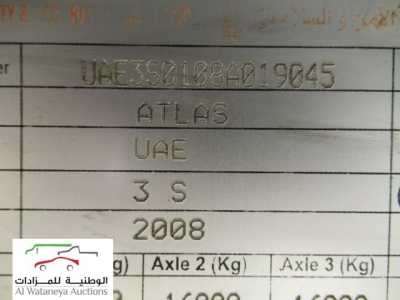 UAE3S0108A019045
ATLAS
UAE
3 S
2008
g) Axle 2 (Kg) Axle 3 (Kg)
الوطنية للمزادات
Al Wataneya Auctions